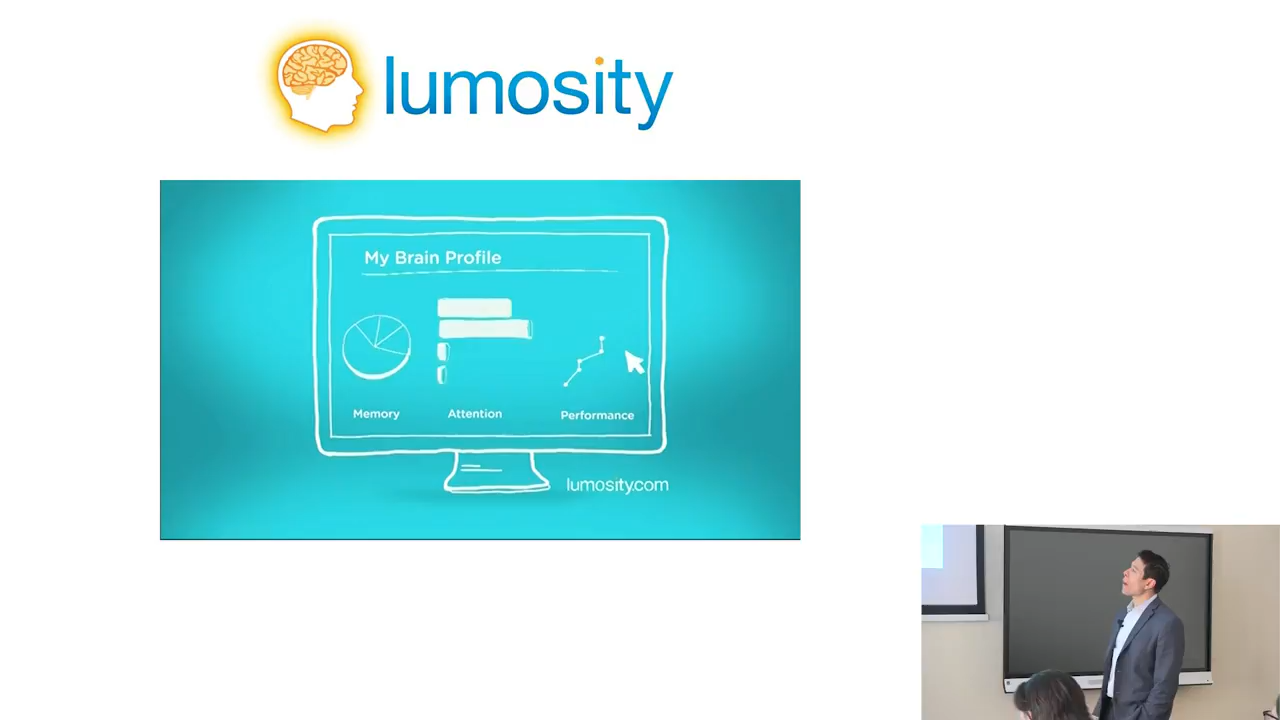 lumosity
My Brain Profile
Memory
Attention
Performance
lumosity.com